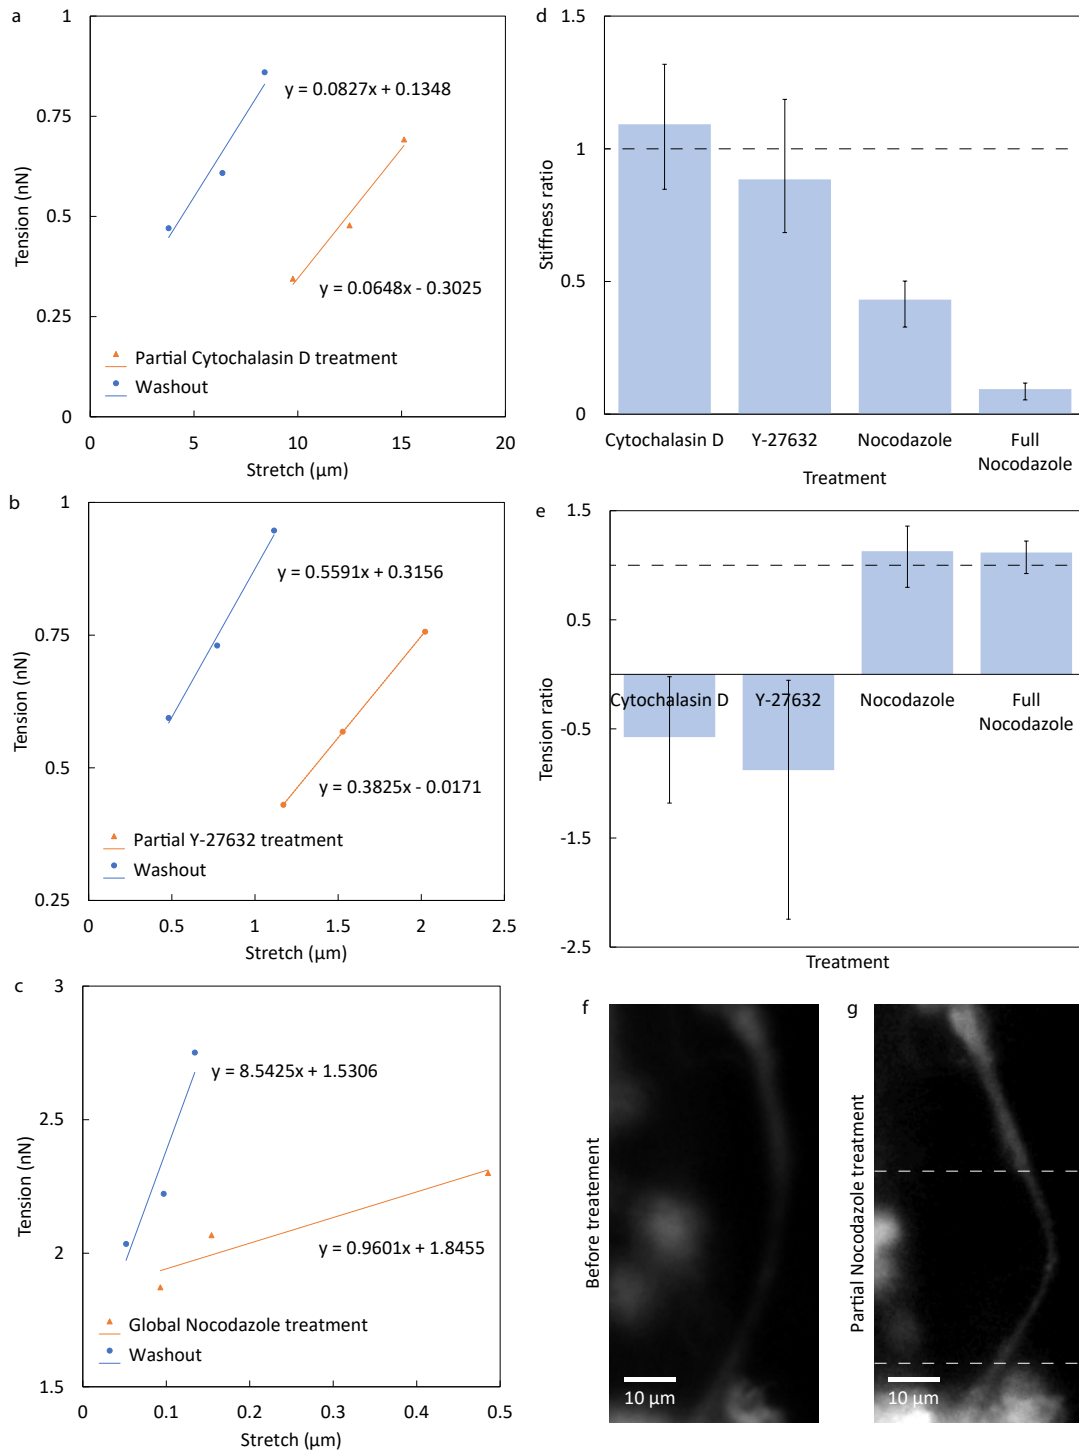 a
1
0.75
0.5
0.25
0
Tension (nN)
y = 0.0827x + 0.1348
y = 0.0648x - 0.3025
Partial Cytochalasin D treatment
Washout
0 5 10 15 20
Stretch (µm)
b
1
0.75
0.5
0.25
Tension (nN)
y = 0.5591x + 0.3156
y = 0.3825x - 0.0171
Partial Y-27632 treatment
Washout
0 0.5 1 1.5 2 2.5
Stretch (µm)
c
3
2.5
2
1.5
Tension (nN)
y = 8.5425x + 1.5306
y = 0.9601x + 1.8455
Global Nocodazole treatment
Washout
0 0.1 0.2 0.3 0.4 0.5
Stretch (µm)
d
1.5
1
0.5
0
Stiffness ratio
Cytochalasin D Y-27632 Nocodazole Full
Nocodazole
Treatment
e
1.5
0.5
-0.5
-1.5
-2.5
Tension ratio
Cytochalasin D Y-27632 Nocodazole Full
Nocodazole
Treatment
f
Before treatement
10 µm
g
Partial Nocodazole treatment
10 µm